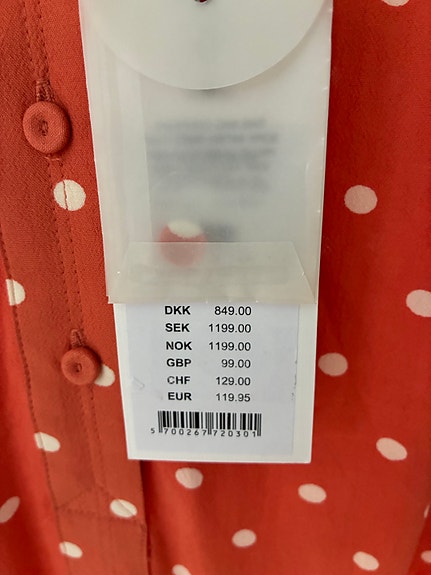 DKK 849.00
SEK 1199.00
NOK 1199.00
GBP 99.00
CHF 129.00
EUR 119.95
5 700267 720301